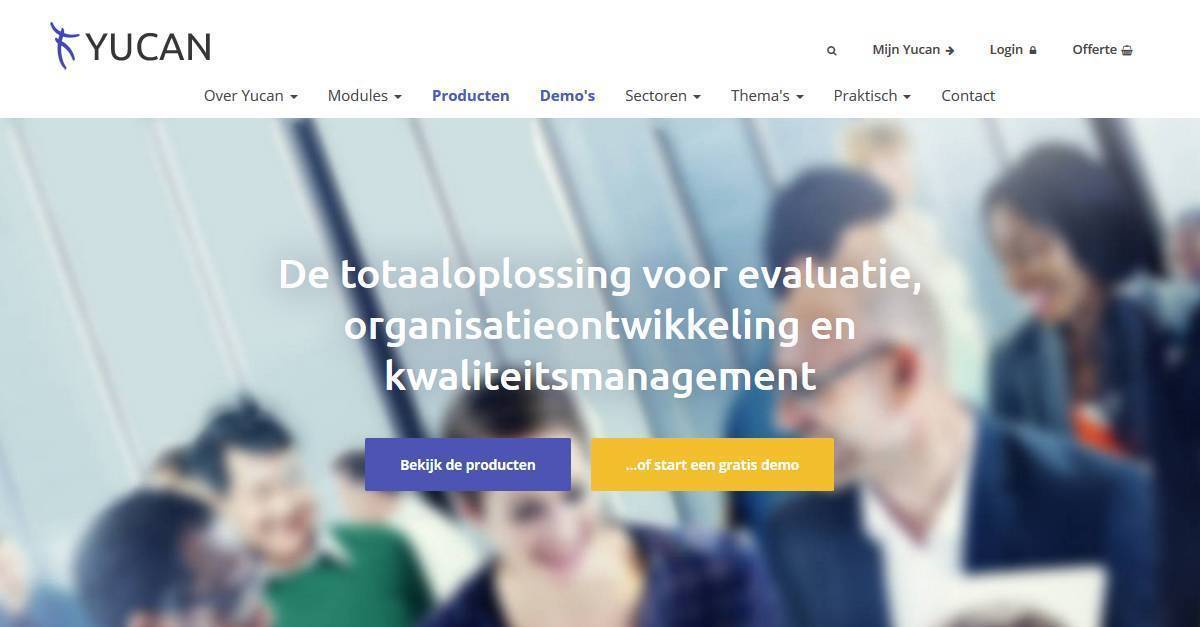 YUCAN
Mijn Yucan
Login
Offerte
Over Yucan
Modules
Producten
Demo's
Sectoren
Thema's
Praktisch
Contact
De totaaloplossing voor evaluatie,
organisatieontwikkeling en
kwaliteitsmanagement
Bekijk de producten
...of start een gratis demo